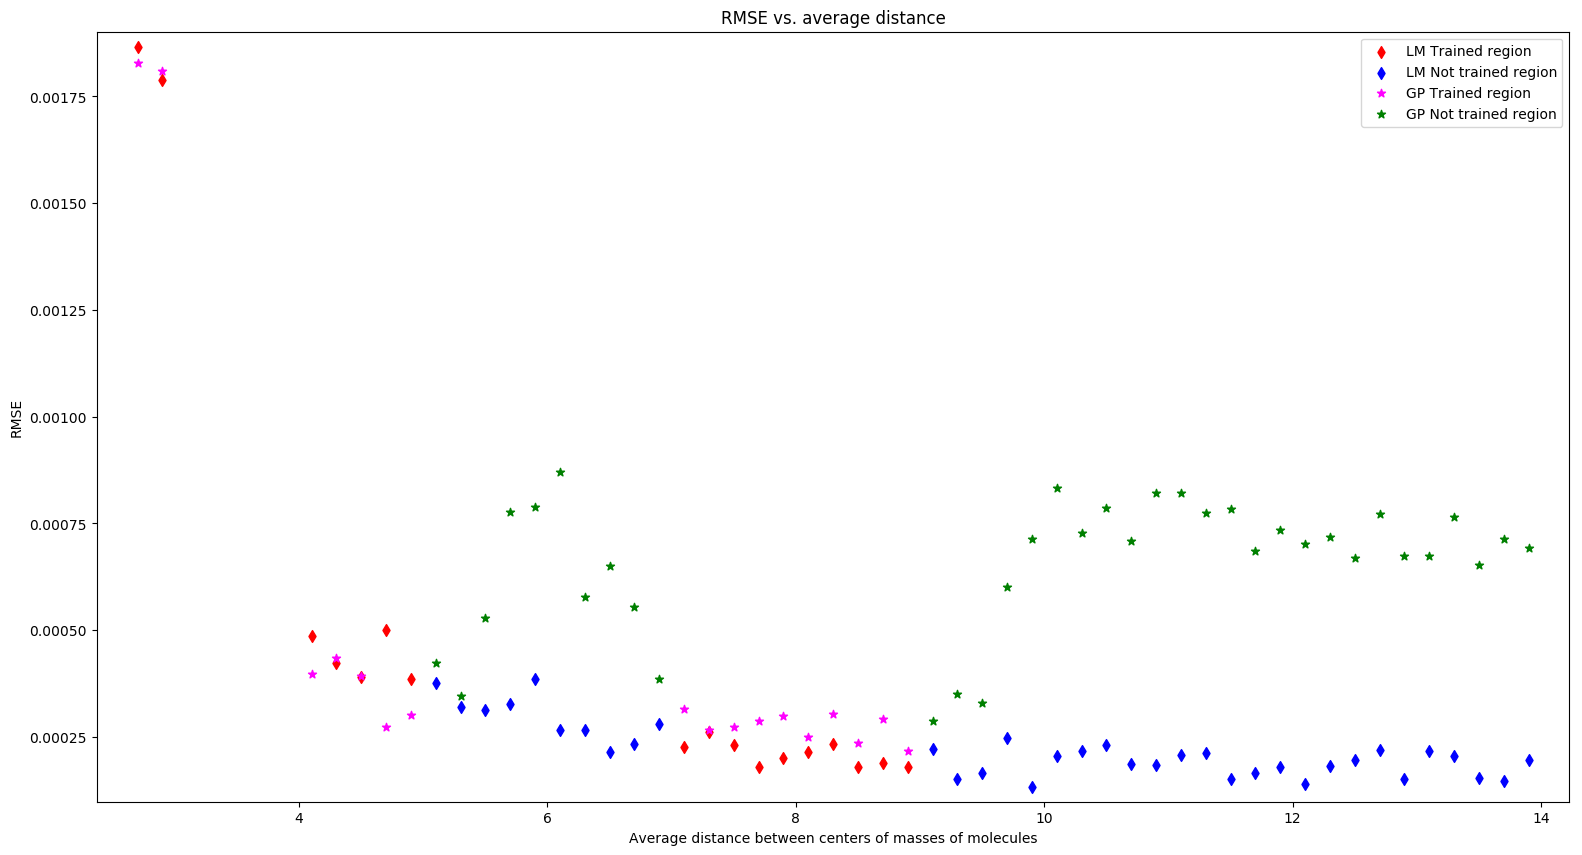 RMSE vs. average distance
LM Trained region
LM Not trained region
GP Trained region
GP Not trained region
RMSE
0.00175
0.00150
0.00125
0.00100
0.00075
0.00050
0.00025
4 6 8 10 12 14
Average distance between centers of masses of molecules